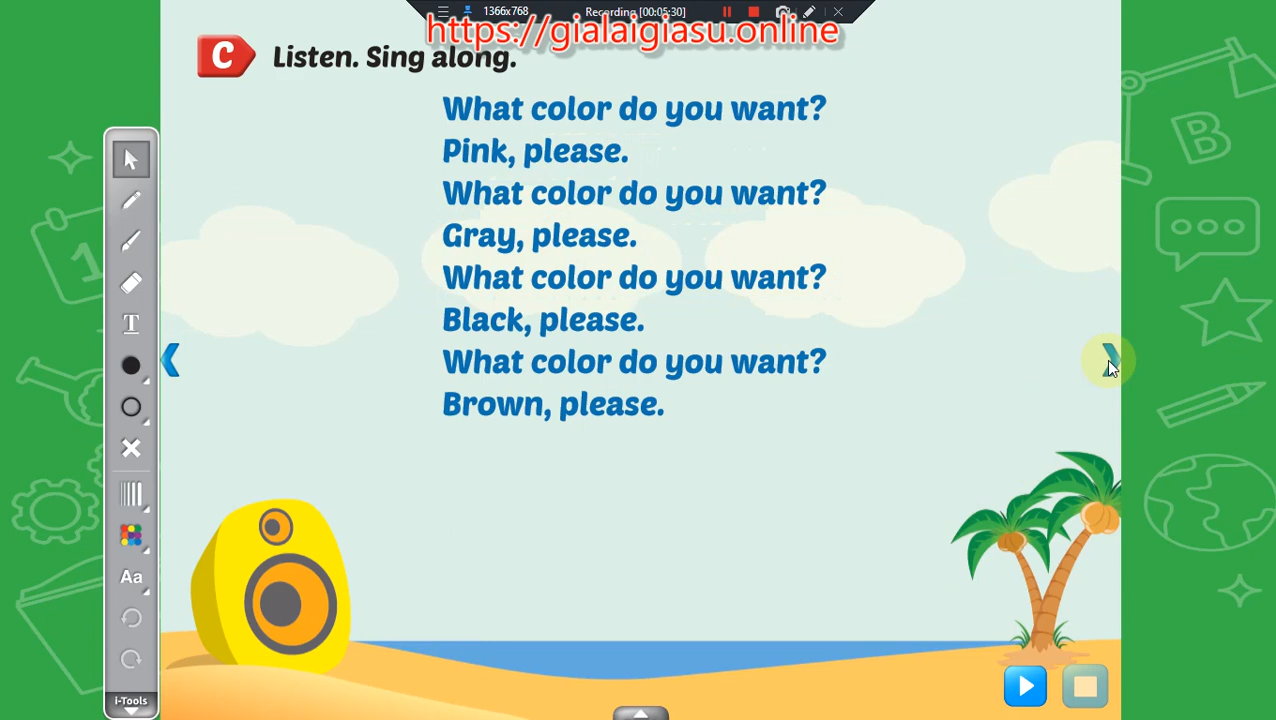 1366x768
Recording [00:05:30]
https://gialaigiasu.online
C Listen. Sing along.
What color do you want?
Pink, please.
What color do you want?
Gray, please.
What color do you want?
Black, please.
What color do you want?
Brown, please.
T
Aa
i-Tools
1
B